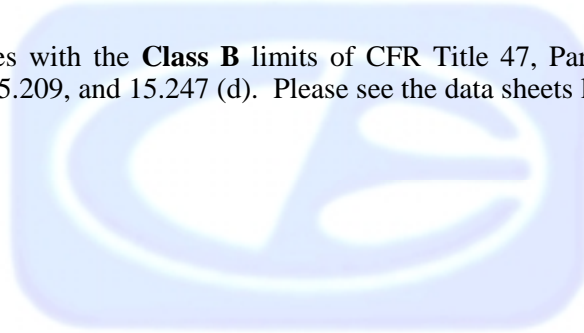 es with the Class B limits of CFR Title 47, Par
5.209, and 15.247 (d). Please see the data sheets